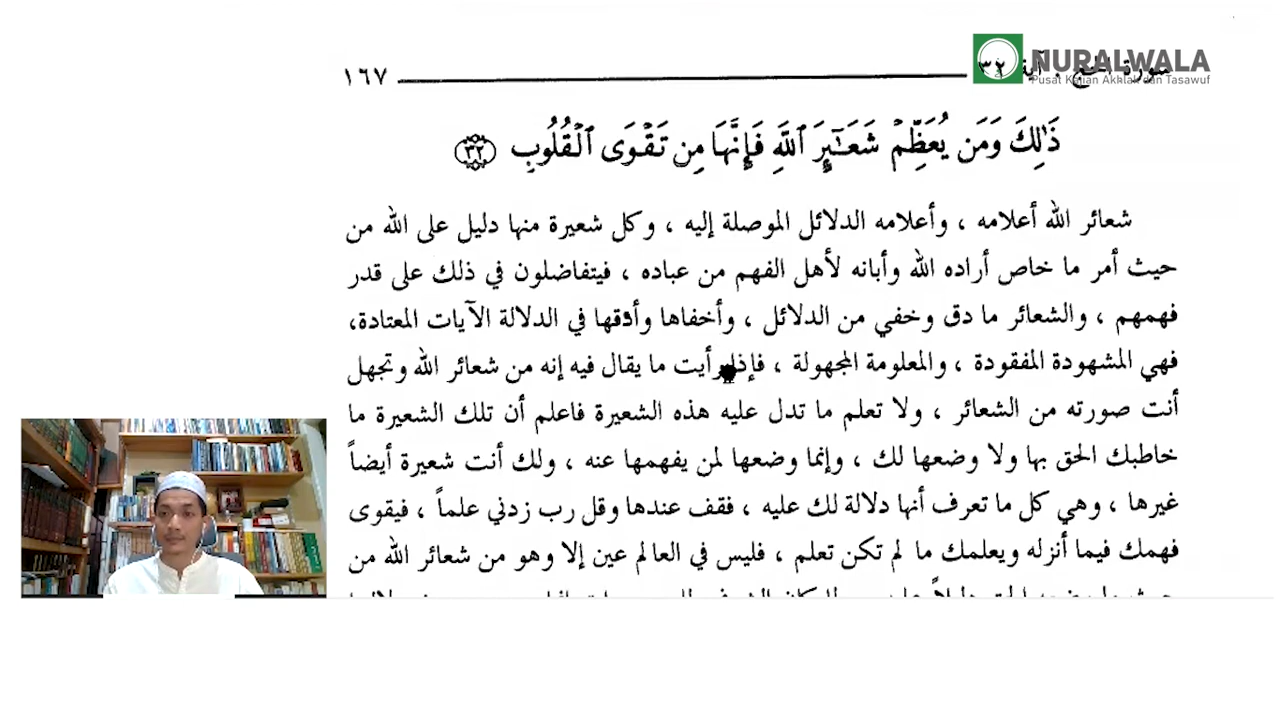 NURALWALA
Pusat Kajian Akhlak dan Tasawuf
١٦٧
ذَٰلِكَ وَمَن يُعَظِّمْ شَعَـٰٓئِرَ ٱللَّهِ فَإِنَّهَا مِن تَقْوَى ٱلْقُلُوبِ ٣٢
شعائر الله أعلامه ، وأعلامه الدلائل الموصلة إليه ، وكل شعيرة منها دليل على الله من
حيث أمر ما خاص أراده الله وأبانه لأهل الفهم من عباده ، فيتفاضلون في ذلك على قدر
فهمهم ، والشعائر ما دق وخفي من الدلائل ، وأخفاها وأدقها في الدلالة الآيات المعتادة،
فهي المشهودة المفقودة ، والمعلومة المجهولة ، فإذا رأيت ما يقال فيه إنه من شعائر الله وتجهل
أنت صورته من الشعائر ، ولا تعلم ما تدل عليه هذه الشعيرة فاعلم أن تلك الشعيرة ما
خاطبك الحق بها ولا وضعها لك ، وإنما وضعها لمن يفهمها عنه ، ولك أنت شعيرة أيضاً
غيرها ، وهي كل ما تعرف أنها دلالة لك عليه ، فقف عندها وقل رب زدني علماً ، فيقوى
فهمك فيما أنزله ويعلمك ما لم تكن تعلم ، فليس في العالم عين إلا وهو من شعائر الله من